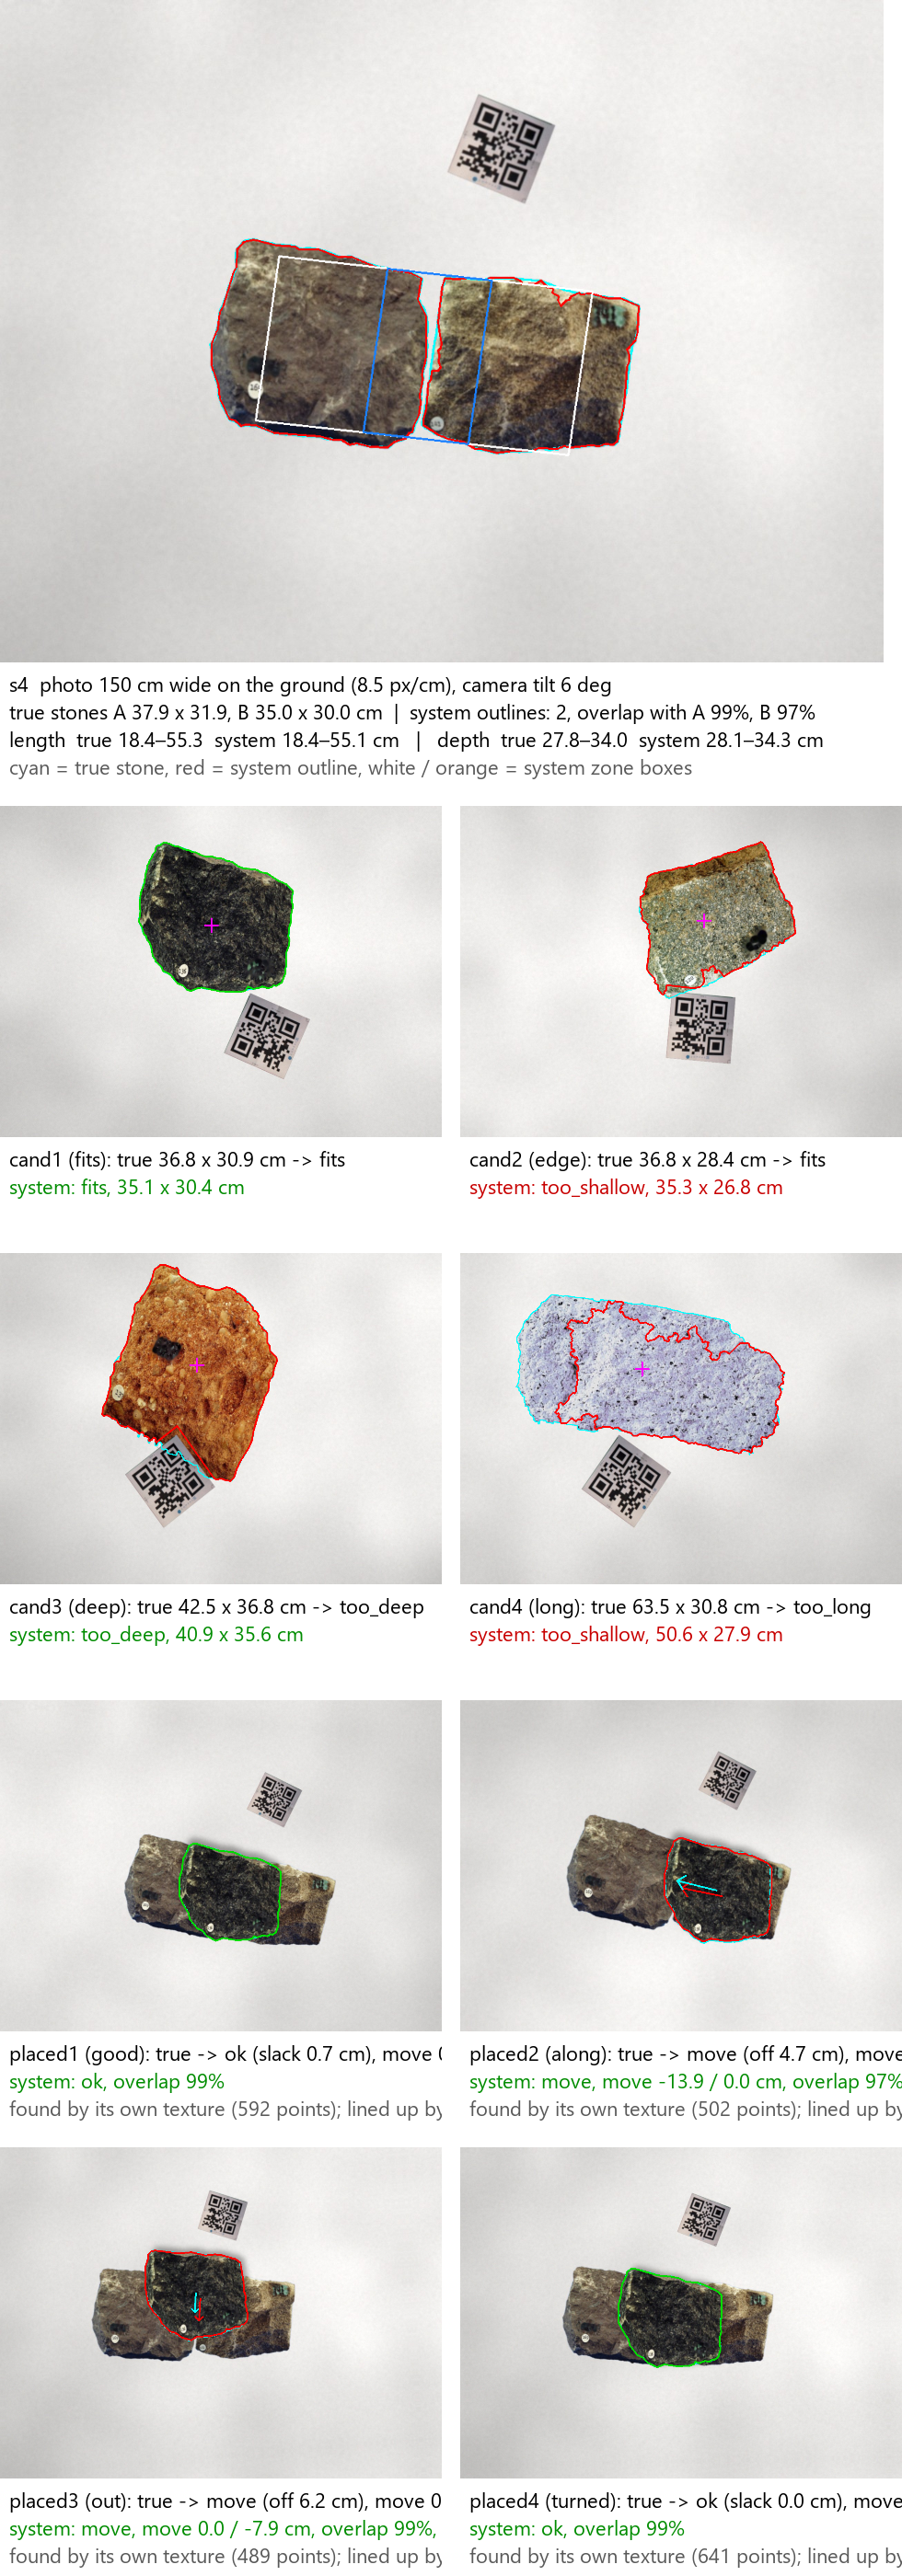 s4 photo 150 cm wide on the ground (8.5 px/cm), camera tilt 6 deg
true stones A 37.9 x 31.9, B 35.0 x 30.0 cm | system outlines: 2, overlap with A 99%, B 97%
length true 18.4–55.3 system 18.4–55.1 cm | depth true 27.8–34.0 system 28.1–34.3 cm
cyan = true stone, red = system outline, white / orange = system zone boxes
cand1 (fits): true 36.8 x 30.9 cm -> fits
system: fits, 35.1 x 30.4 cm
cand2 (edge): true 36.8 x 28.4 cm -> fits
system: too_shallow, 35.3 x 26.8 cm
cand3 (deep): true 42.5 x 36.8 cm -> too_deep
system: too_deep, 40.9 x 35.6 cm
cand4 (long): true 63.5 x 30.8 cm -> too_long
system: too_shallow, 50.6 x 27.9 cm
placed1 (good): true -> ok (slack 0.7 cm), move
system: ok, overlap 99%
found by its own texture (592 points); lined up by
placed2 (along): true -> move (off 4.7 cm), move
system: move, move -13.9 / 0.0 cm, overlap 97%
found by its own texture (502 points); lined up by
placed3 (out): true -> move (off 6.2 cm), move 0
system: move, move 0.0 / -7.9 cm, overlap 99%,
found by its own texture (489 points); lined up by
placed4 (turned): true -> ok (slack 0.0 cm), move
system: ok, overlap 99%
found by its own texture (641 points); lined up by